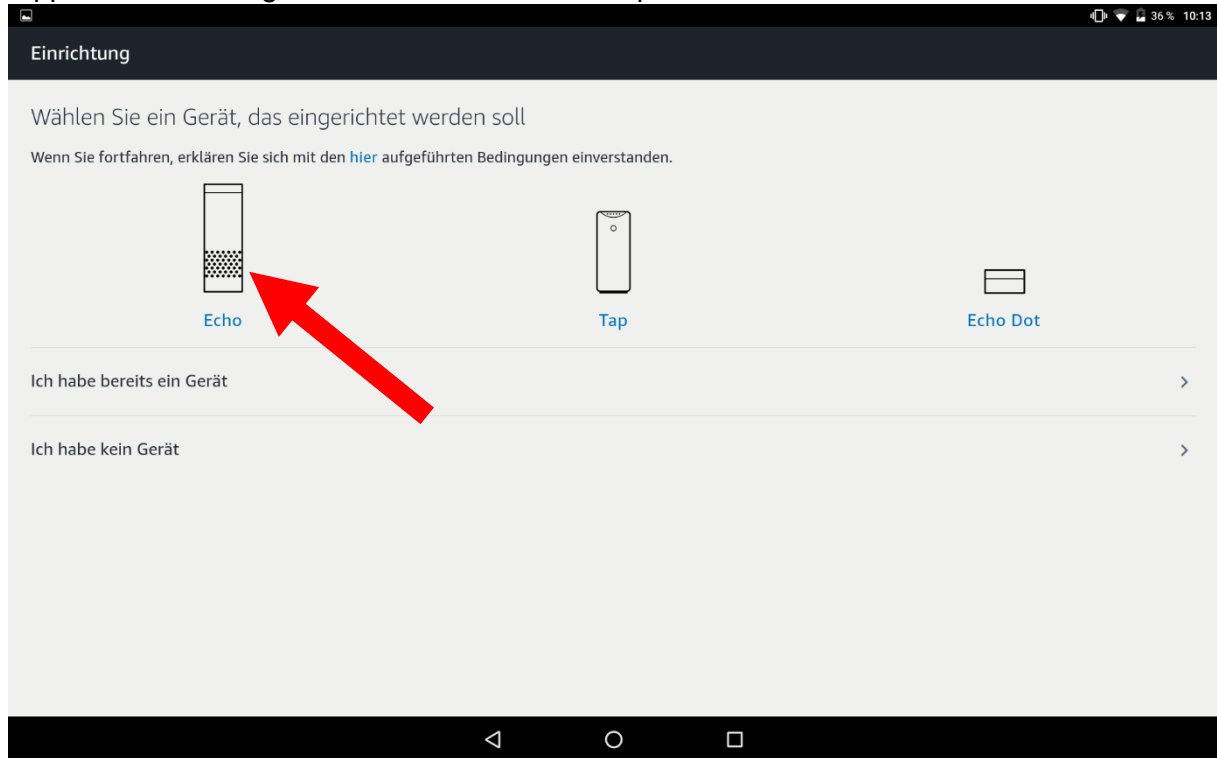 36 % 10:13
Einrichtung
Wählen Sie ein Gerät, das eingerichtet werden soll
Wenn Sie fortfahren, erklären Sie sich mit den hier aufgeführten Bedingungen einverstanden.
Echo
Tap
Echo Dot
Ich habe bereits ein Gerät
Ich habe kein Gerät